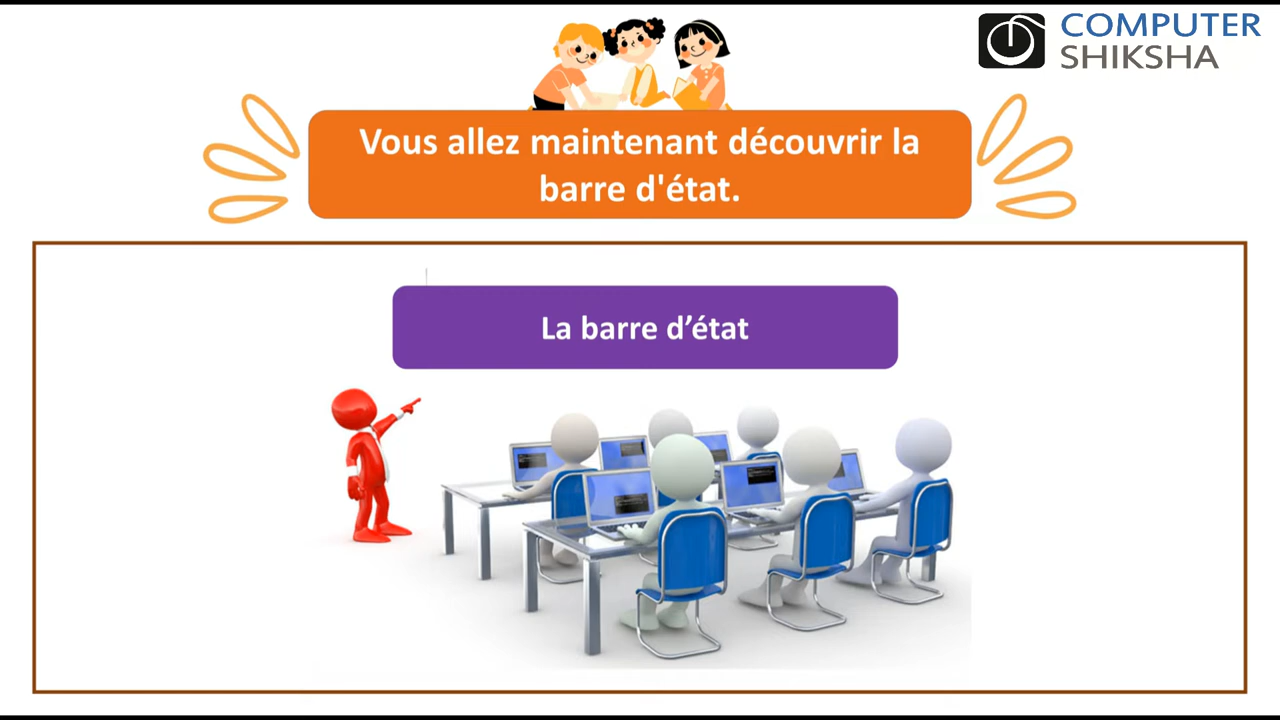 COMPUTER
SHIKSHA
Vous allez maintenant découvrir la
barre d'état.
La barre d’état